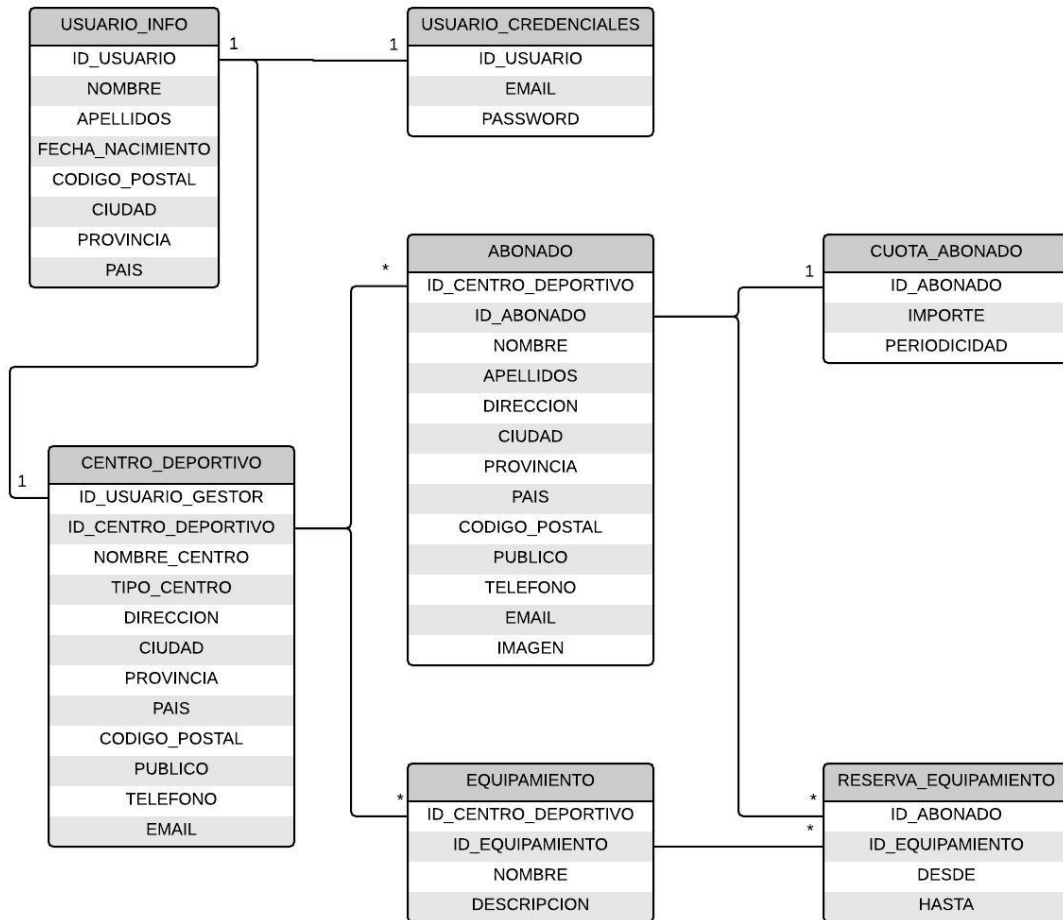 USUARIO_INFO
ID_USUARIO
NOMBRE
APELLIDOS
FECHA_NACIMIENTO
CODIGO_POSTAL
CIUDAD
PROVINCIA
PAIS
1
1
USUARIO_CREDENCIALES
ID_USUARIO
EMAIL
PASSWORD
*
ABONADO
ID_CENTRO_DEPORTIVO
ID_ABONADO
NOMBRE
APELLIDOS
DIRECCION
CIUDAD
PROVINCIA
PAIS
CODIGO_POSTAL
PUBLICO
TELEFONO
EMAIL
IMAGEN
1
CUOTA_ABONADO
ID_ABONADO
IMPORTE
PERIODICIDAD
1
CENTRO_DEPORTIVO
ID_USUARIO_GESTOR
ID_CENTRO_DEPORTIVO
NOMBRE_CENTRO
TIPO_CENTRO
DIRECCION
CIUDAD
PROVINCIA
PAIS
CODIGO_POSTAL
PUBLICO
TELEFONO
EMAIL
*
EQUIPAMIENTO
ID_CENTRO_DEPORTIVO
ID_EQUIPAMIENTO
NOMBRE
DESCRIPCION
*
*
RESERVA_EQUIPAMIENTO
ID_ABONADO
ID_EQUIPAMIENTO
DESDE
HASTA